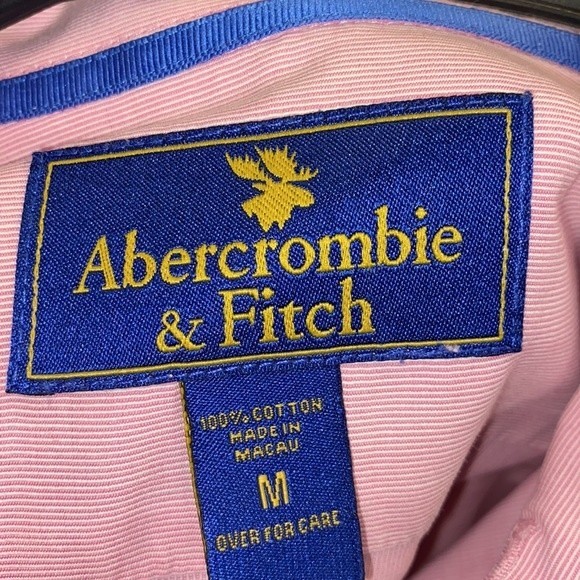 Abercrombie
& Fitch
100% COTTON
MADE IN
MACAU
M
OVER FOR CARE